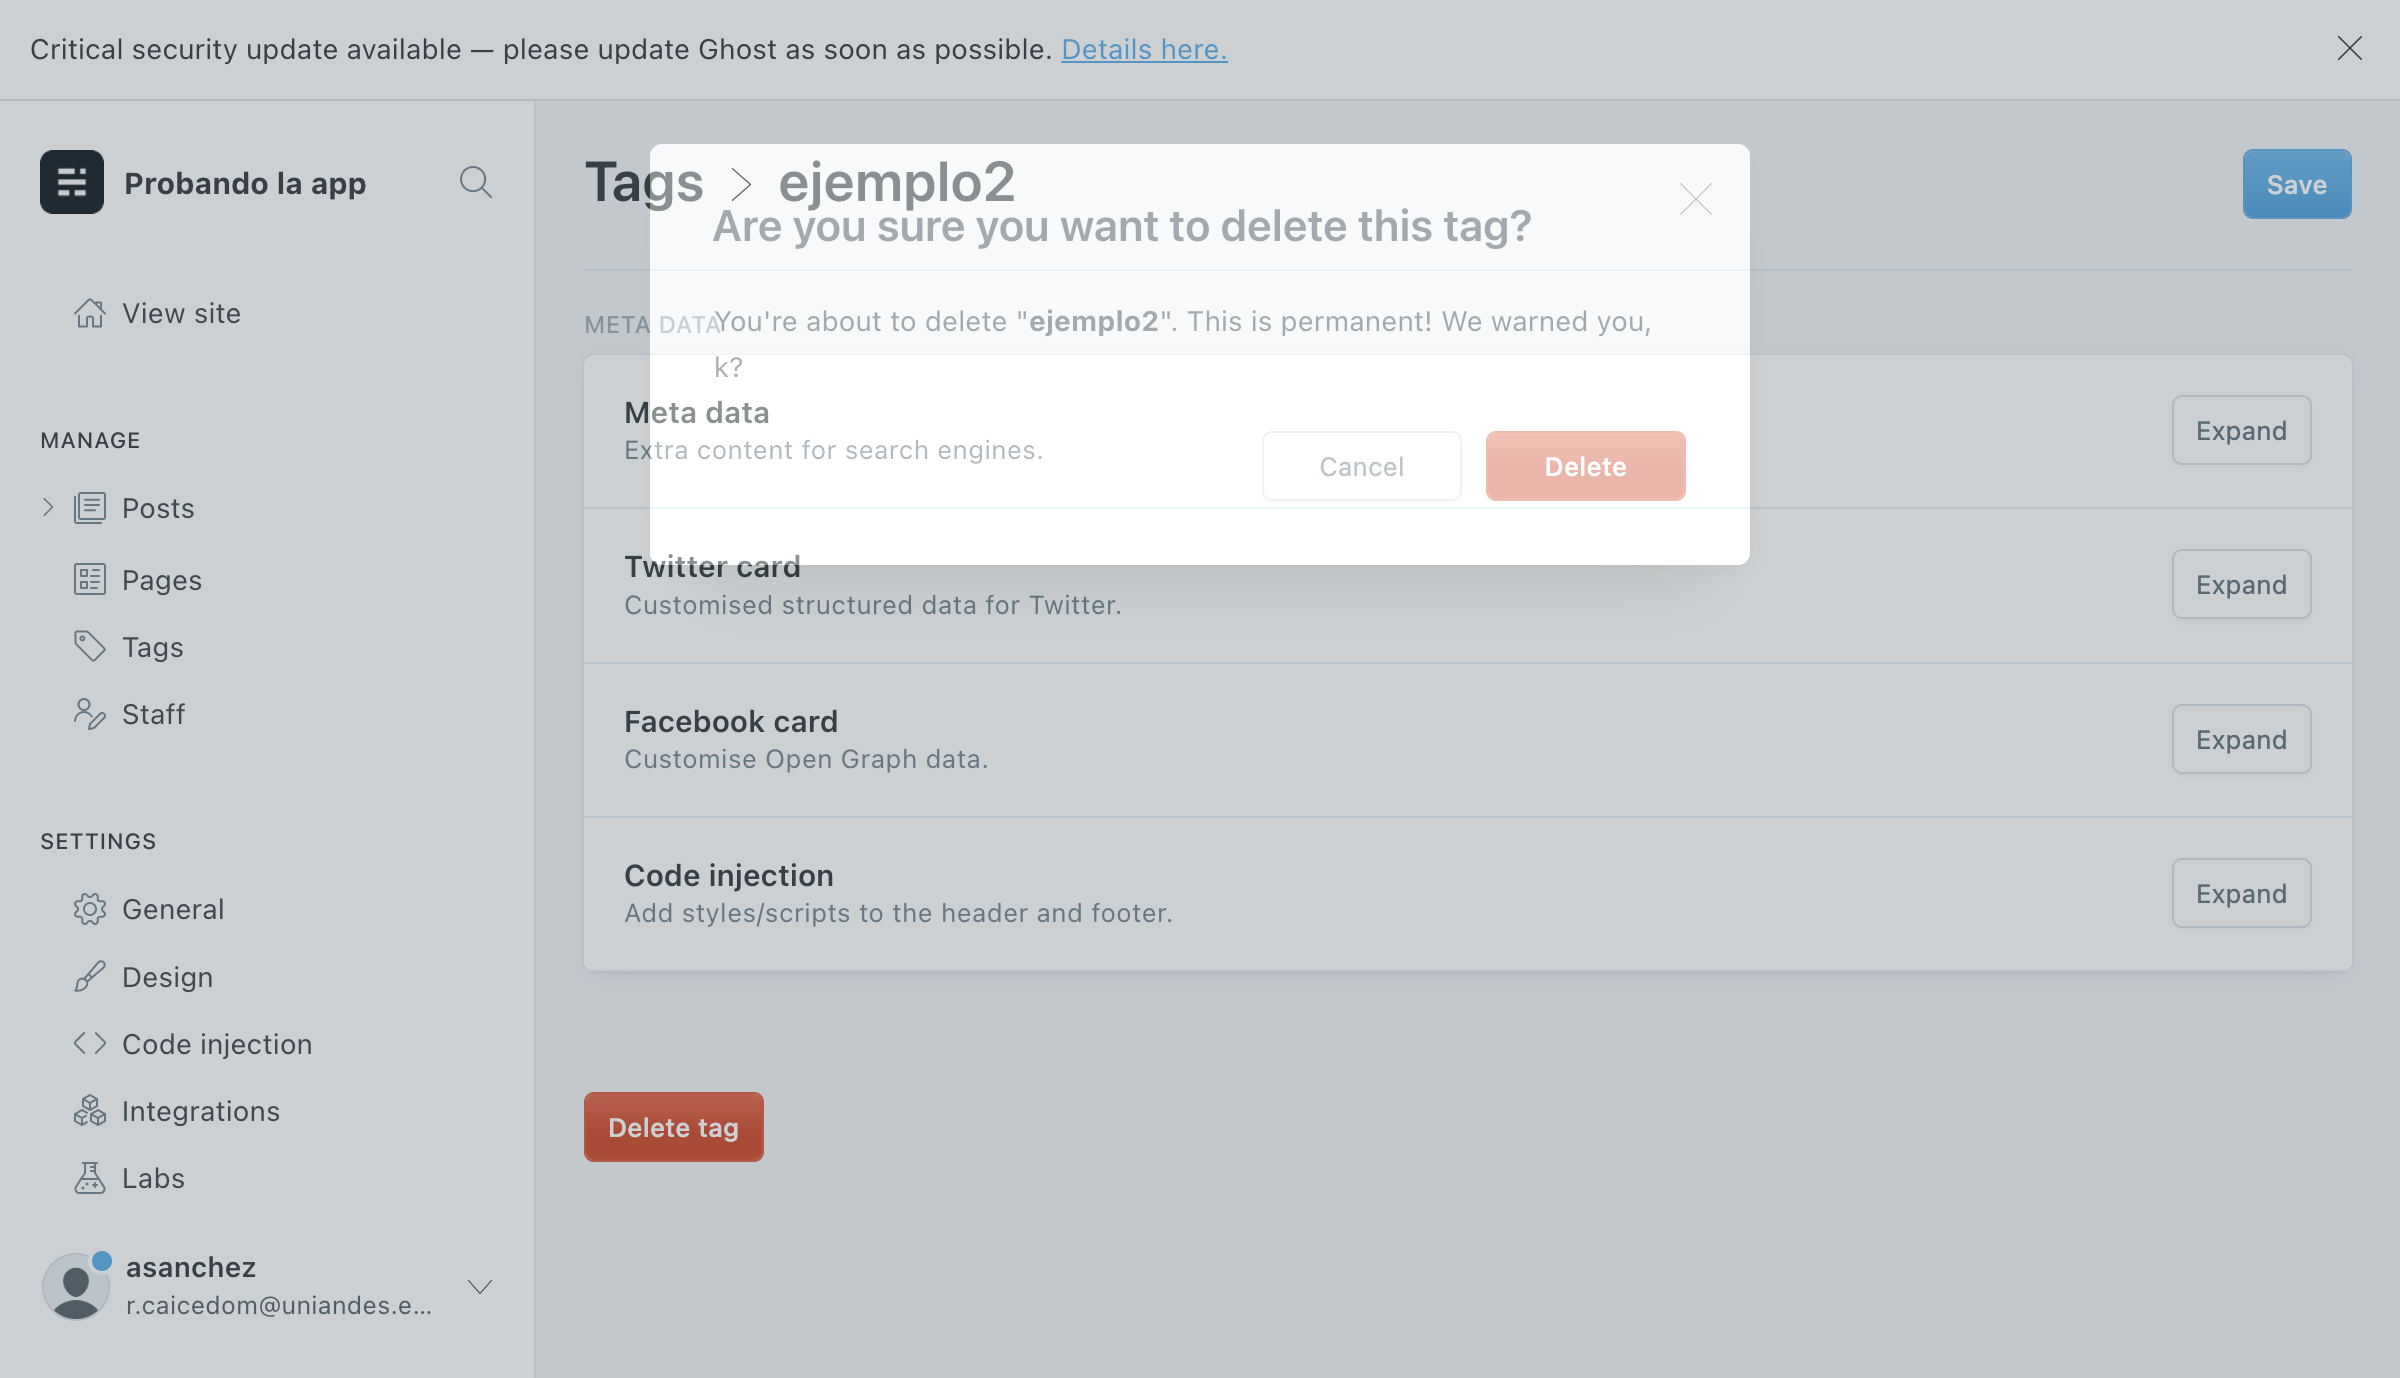 Critical security update available — please update Ghost as soon as possible. Details here.
Probando la app
View site
MANAGE
Posts
Pages
Tags
Staff
SETTINGS
General
Design
Code injection
Integrations
Labs
asanchez
r.caicedom@uniandes.e...
Tags > ejemplo2
Save
Are you sure you want to delete this tag?
You're about to delete "ejemplo2". This is permanent! We warned you,
k?
Cancel
Delete
META DATA
Meta data
Extra content for search engines.
Expand
Twitter card
Customised structured data for Twitter.
Expand
Facebook card
Customise Open Graph data.
Expand
Code injection
Add styles/scripts to the header and footer.
Expand
Delete tag